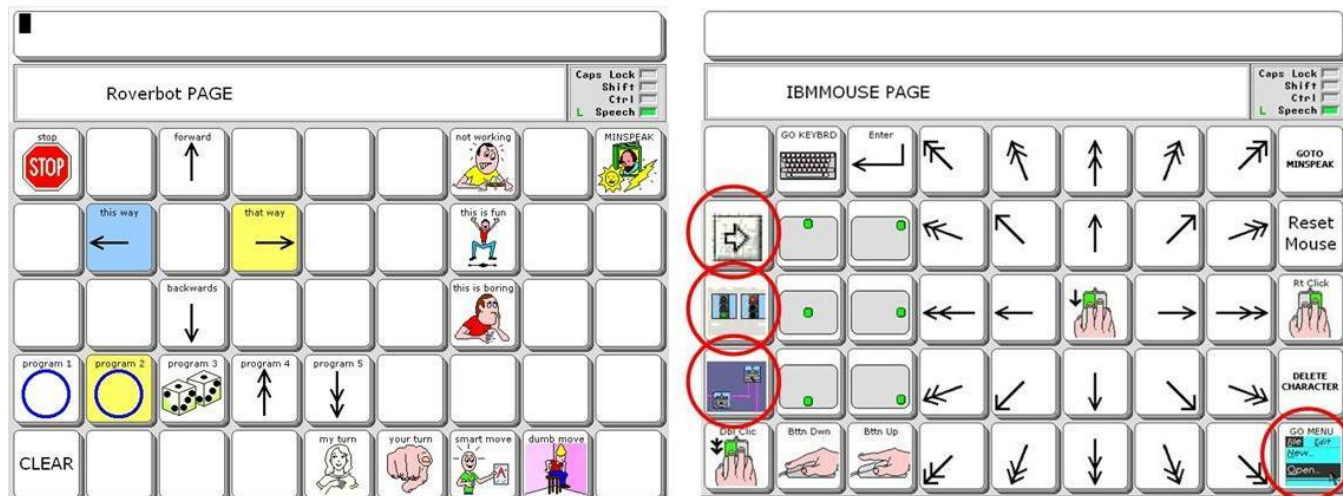 Roverbot PAGE
Caps Lock
Shift
Ctrl
L Speech
stop
STOP
forward
not working
MINSPEAK
this way
that way
this is fun
backwards
this is boring
program 1
program 2
program 3
program 4
program 5
CLEAR
my turn
your turn
smart move
dumb move
IBMMOUSE PAGE
Caps Lock
Shift
Ctrl
L Speech
GO KEYBRD
Enter
GOTO
MINSPEAK
Reset
Mouse
Rt Click
DELETE
CHARACTER
Dbl Clic
Bttn Dwn
Bttn Up
GO MENU
File Edit
New..
Open..